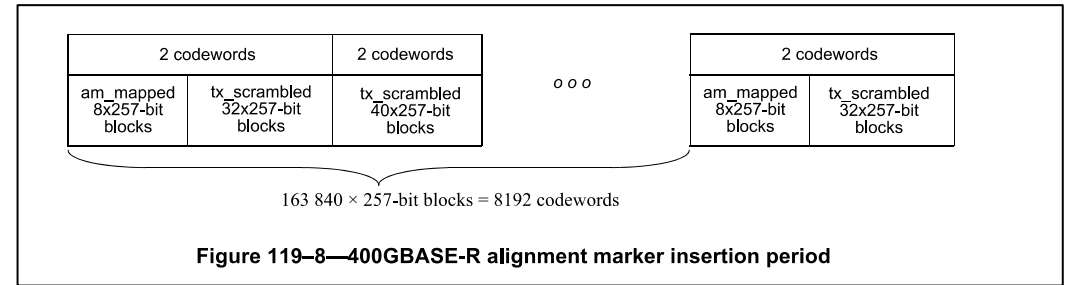 2 codewords
2 codewords
2 codewords
am_mapped
8x257-bit
blocks
tx_scrambled
32x257-bit
blocks
tx_scrambled
40x257-bit
blocks
o o o
am_mapped
8x257-bit
blocks
tx_scrambled
32x257-bit
blocks
163 840 × 257-bit blocks = 8192 codewords
Figure 119–8—400GBASE-R alignment marker insertion period